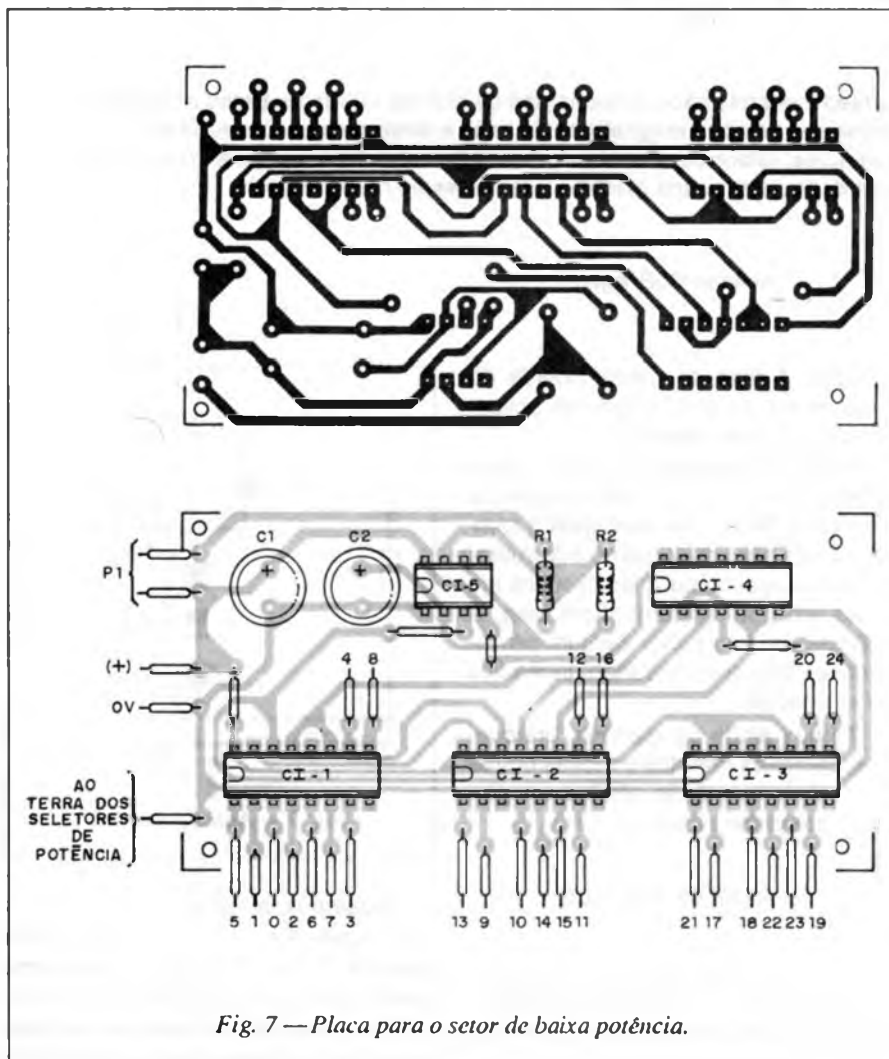 C1 C2 R1 R2
P1
CI-5 CI-4
(+) 4 8 12 16 20 24
0V
CI-1 CI-2 CI-3
AO
TERRA DOS
SELETORES
DE
POTÊNCIA
5 1 0 2 6 7 3 13 9 10 14 15 11 21 17 18 22 23 19
Fig. 7 — Placa para o setor de baixa potência.